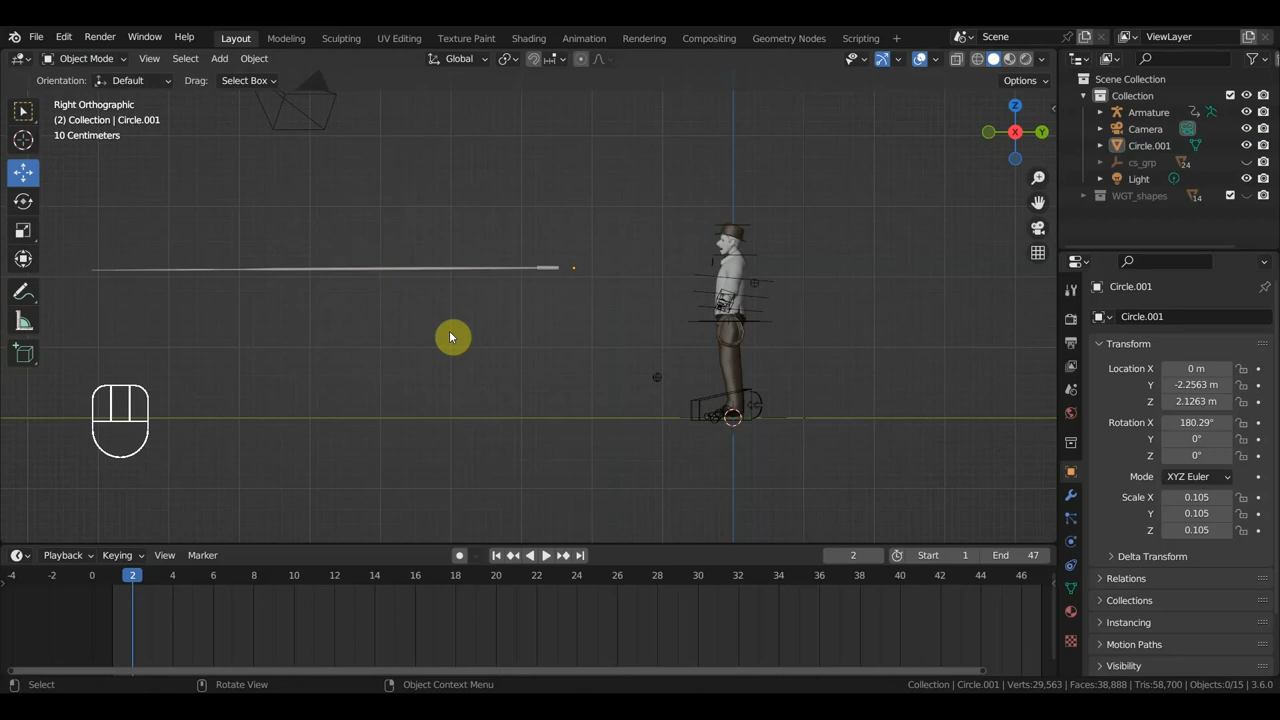 File Edit Render Window Help Layout Modeling Sculpting UV Editing Texture Paint Shading Animation Rendering Compositing Geometry Nodes Scripting + Scene ViewLayer
Object Mode View Select Add Object Global
Orientation: Default Drag: Select Box Options
Right Orthographic
(2) Collection | Circle.001
10 Centimeters
Z
X
Y
Scene Collection
Collection
Armature
Camera
Circle.001
cs_grp 24
Light
WGT_shapes 14
Circle.001
Circle.001
Transform
Location X 0 m
Y -2.2563 m
Z 2.1263 m
Rotation X 180.29°
Y 0°
Z 0°
Mode XYZ Euler
Scale X 0.105
Y 0.105
Z 0.105
Delta Transform
Relations
Collections
Instancing
Motion Paths
Visibility
Playback Keying View Marker 2 Start 1 End 47
-4 -2 0 2 4 6 8 10 12 14 16 18 20 22 24 26 28 30 32 34 36 38 40 42 44 46
Select Rotate View Object Context Menu Collection | Circle.001 | Verts:29,563 | Faces:38,888 | Tris:58,700 | Objects:0/15 | 3.6.0